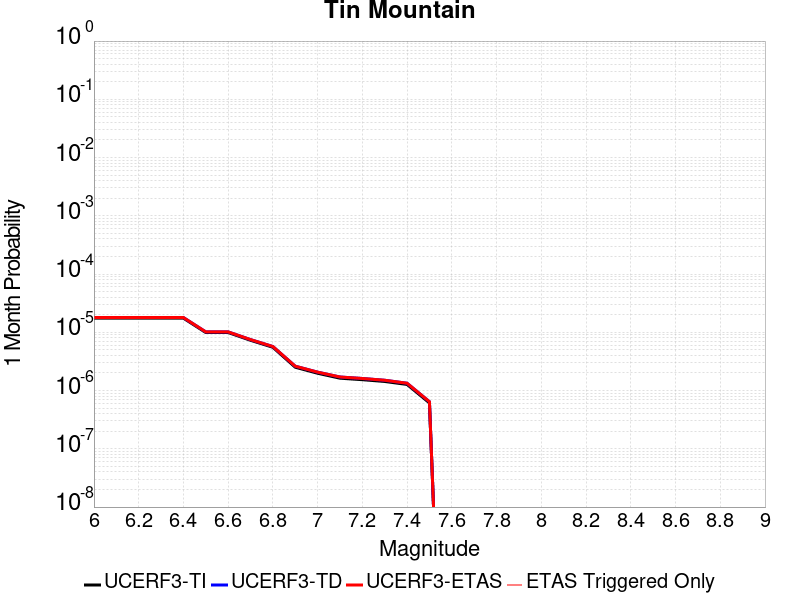 Tin Mountain
1 Month Probability
10^0
10^-1
10^-2
10^-3
10^-4
10^-5
10^-6
10^-7
10^-8
6 6.2 6.4 6.6 6.8 7 7.2 7.4 7.6 7.8 8 8.2 8.4 8.6 8.8 9
Magnitude
UCERF3-TI UCERF3-TD UCERF3-ETAS ETAS Triggered Only